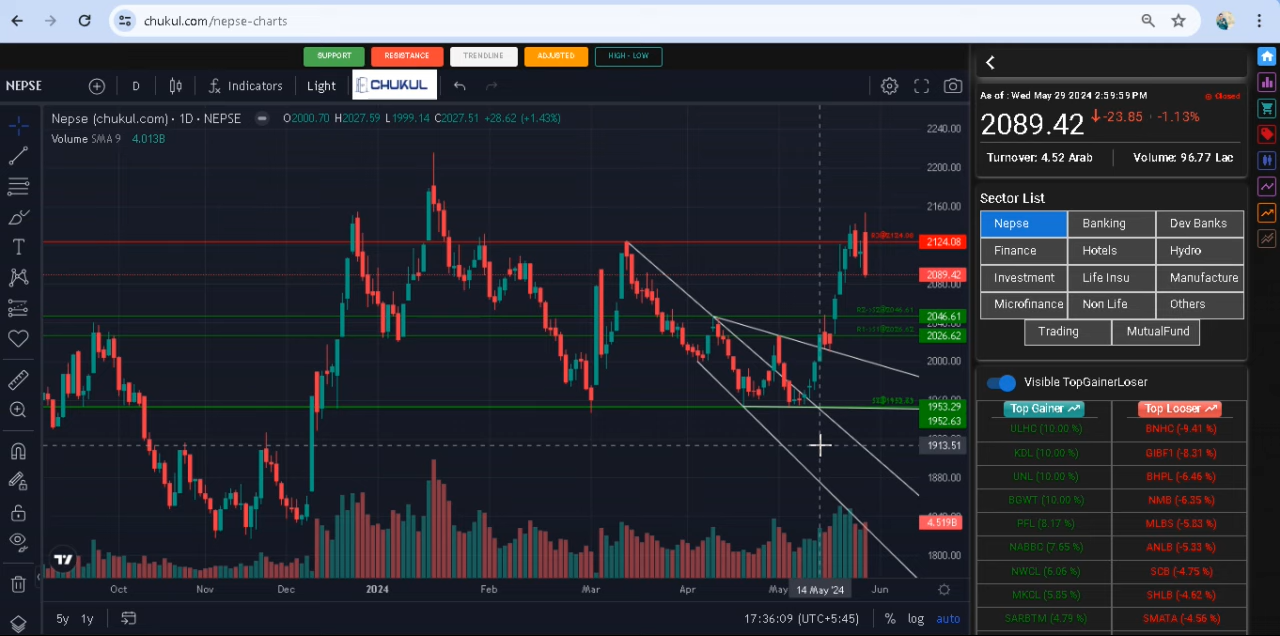 chukul.com/nepse-charts
SUPPORT RESISTANCE TRENDLINE ADJUSTED HIGH - LOW
NEPSE D Indicators Light CHUKUL
Nepse (chukul.com) · 1D · NEPSE O2000.70 H2027.59 L1999.14 C2027.51 +28.62 (+1.43%)
Volume SMA 9 4.013B
2240.00
2200.00
2160.00
2124.08
2089.42
2080.00
2046.61
2026.62
2000.00
1953.29
1952.63
1913.51
1880.00
4.519B
1800.00
Oct Nov Dec 2024 Feb Mar Apr May 14 May '24 Jun
5y 1y 17:36:09 (UTC+5:45) % log auto
As of : Wed May 29 2024 2:59:59 PM Closed
2089.42 -23.85 · -1.13%
Turnover: 4.52 Arab Volume: 96.77 Lac
Sector List
Nepse Banking Dev Banks
Finance Hotels Hydro
Investment Life Insu Manufacture
Microfinance Non Life Others
Trading MutualFund
Visible TopGainerLoser
Top Gainer Top Looser
ULHC (10.00 %) BNHC (-9.41 %)
KDL (10.00 %) GIBF1 (-8.31 %)
UNL (10.00 %) BHPL (-6.46 %)
BGWT (10.00 %) NMB (-6.35 %)
PFL (8.17 %) MLBS (-5.83 %)
NABBC (7.65 %) ANLB (-5.33 %)
NWCL (6.06 %) SCB (-4.75 %)
MKCL (5.85 %) SHLB (-4.62 %)
SARBTM (4.79 %) SMATA (-4.56 %)